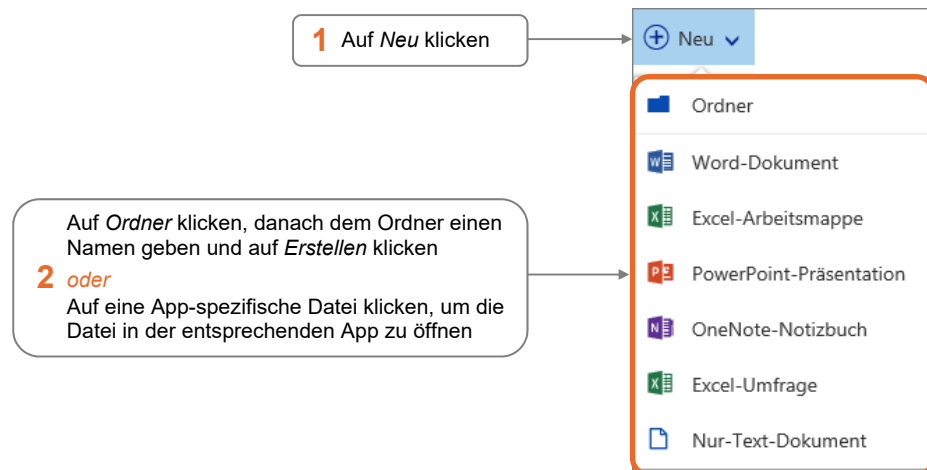 1 Auf Neu klicken
Neu
Ordner
Word-Dokument
Excel-Arbeitsmappe
PowerPoint-Präsentation
OneNote-Notizbuch
Excel-Umfrage
Nur-Text-Dokument
Auf Ordner klicken, danach dem Ordner einen
Namen geben und auf Erstellen klicken
2 oder
Auf eine App-spezifische Datei klicken, um die
Datei in der entsprechenden App zu öffnen